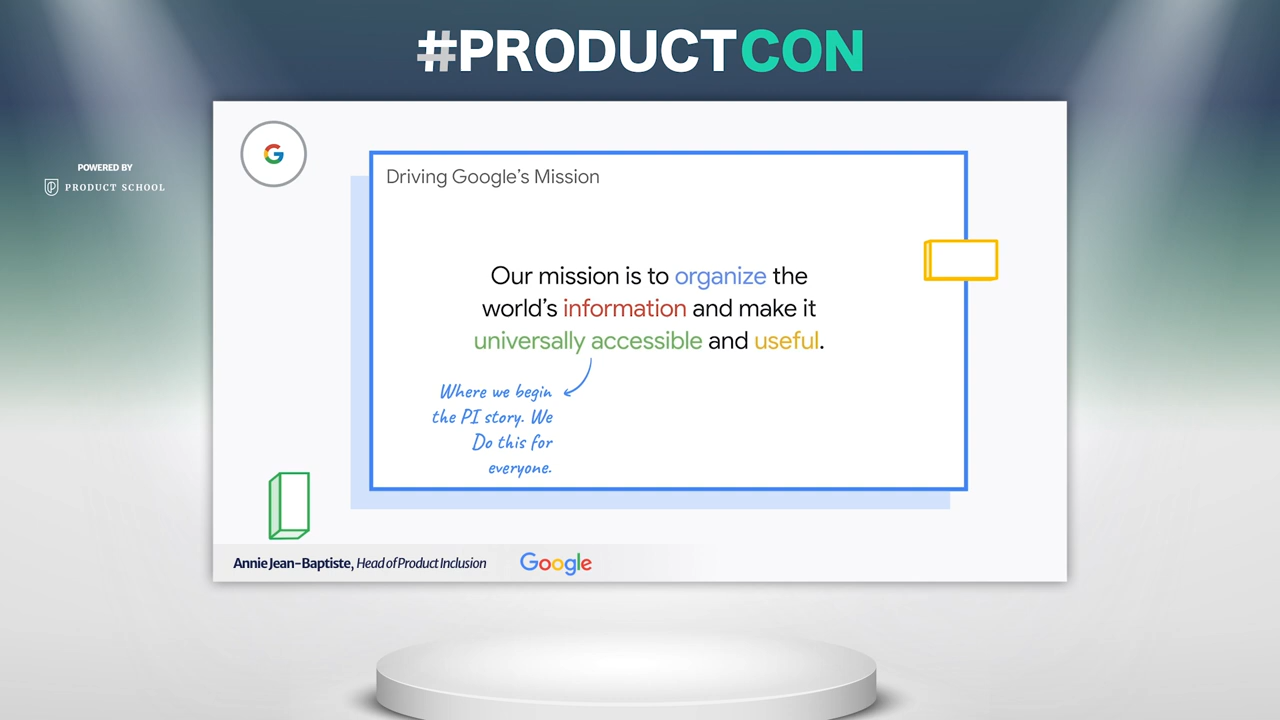 #PRODUCTCON
POWERED BY
PRODUCT SCHOOL
G
Driving Google's Mission
Our mission is to organize the
world's information and make it
universally accessible and useful.
Where we begin
the PI story. We
Do this for
everyone.
Annie Jean-Baptiste, Head of Product Inclusion
Google